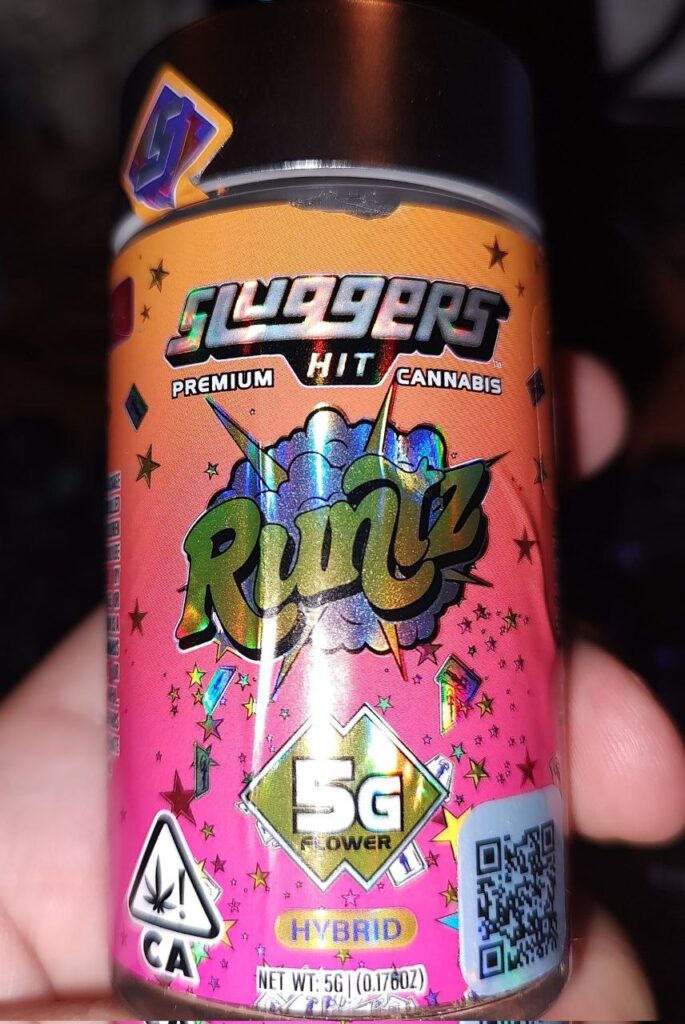 SLUGGERS
HIT
PREMIUM CANNABIS
Runtz
5G
FLOWER
CA
HYBRID
NET WT: 5G | (0.176OZ)